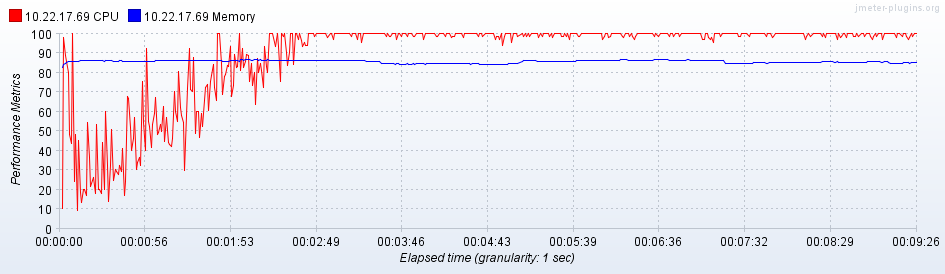 jmeter-plugins.org
10.22.17.69 CPU 10.22.17.69 Memory
100
90
80
70
60
50
40
30
20
10
0
Performance Metrics
00:00:00 00:00:56 00:01:53 00:02:49 00:03:46 00:04:43 00:05:39 00:06:36 00:07:32 00:08:29 00:09:26
Elapsed time (granularity: 1 sec)